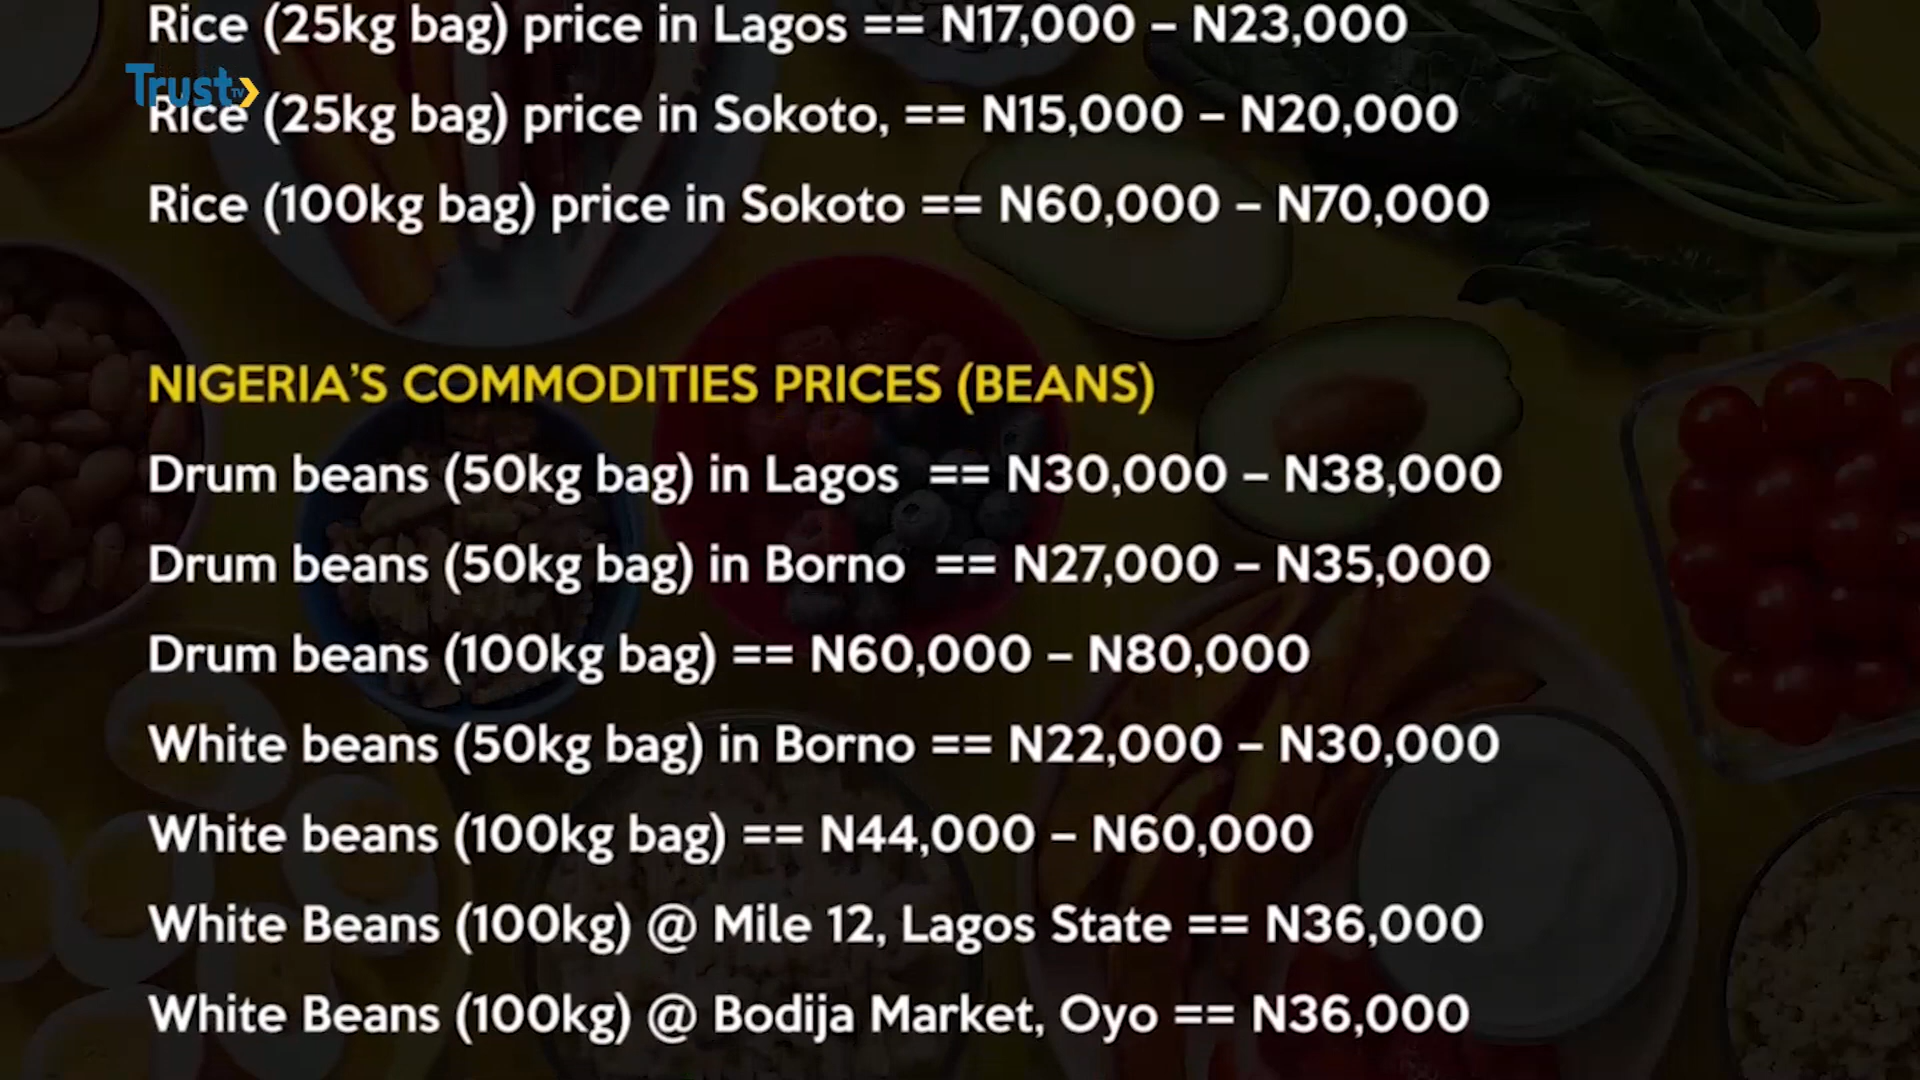 Rice (25kg bag) price in Lagos == N17,000 – N23,000
Trust TV
Rice (25kg bag) price in Sokoto, == N15,000 – N20,000
Rice (100kg bag) price in Sokoto == N60,000 – N70,000
NIGERIA'S COMMODITIES PRICES (BEANS)
Drum beans (50kg bag) in Lagos == N30,000 – N38,000
Drum beans (50kg bag) in Borno == N27,000 – N35,000
Drum beans (100kg bag) == N60,000 – N80,000
White beans (50kg bag) in Borno == N22,000 – N30,000
White beans (100kg bag) == N44,000 – N60,000
White Beans (100kg) @ Mile 12, Lagos State == N36,000
White Beans (100kg) @ Bodija Market, Oyo == N36,000